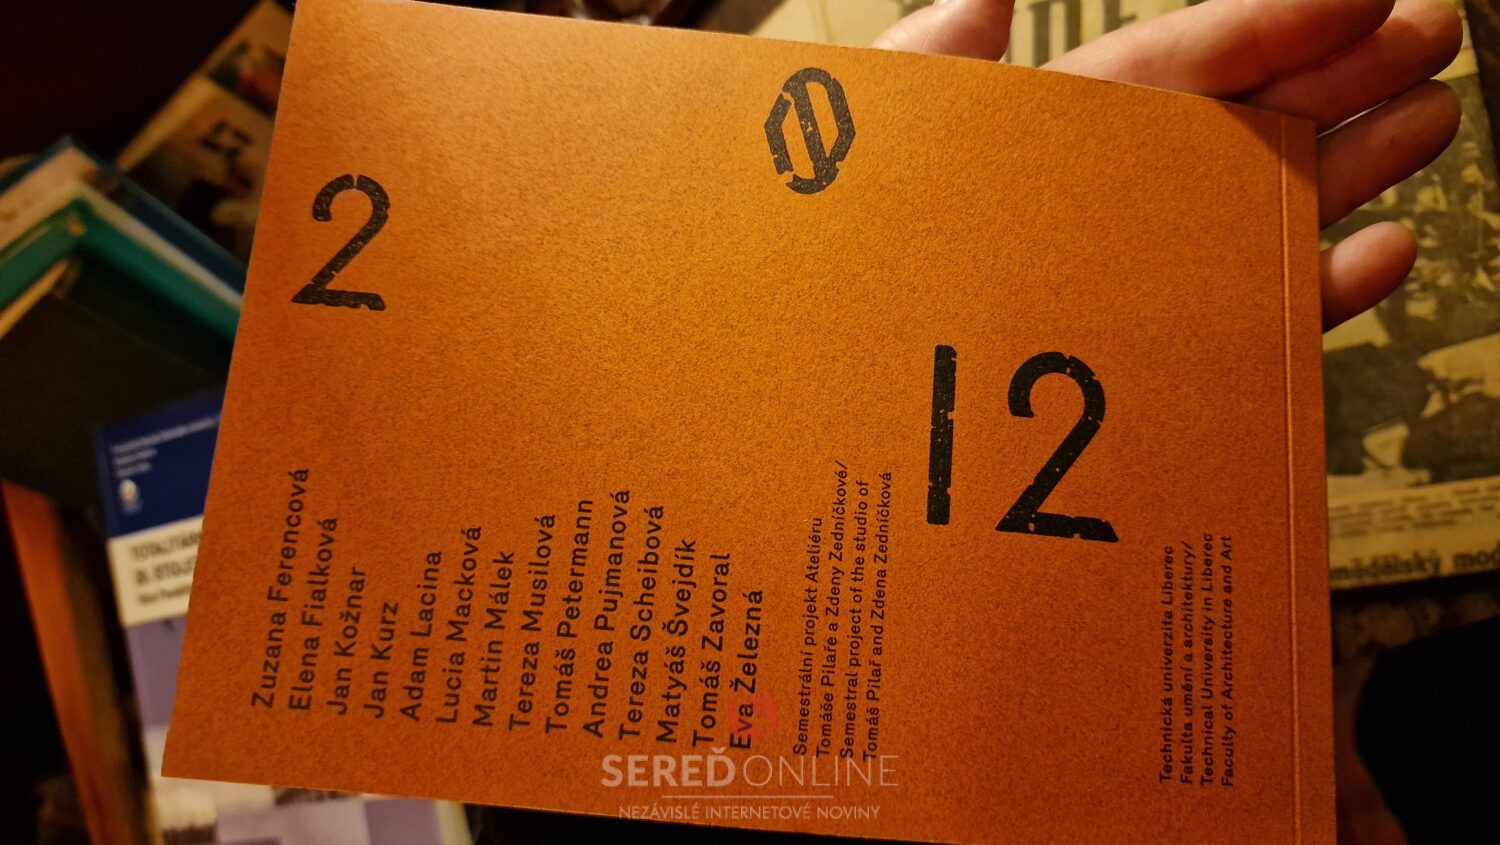 2
0
12
Zuzana Ferencová
Elena Fialková
Jan Kožnar
Jan Kurz
Adam Lacina
Lucia Macková
Martin Málek
Tereza Musilová
Tomáš Petermann
Andrea Pujmanová
Tereza Scheibová
Matyáš Švejdík
Tomáš Zavoral
Eva Železná
Semestrální projekt Ateliéru
Tomáše Pilaře a Zdeny Zedníčkové/
Semestral project of the studio of
Tomáš Pilař and Zdena Zedníčková
Technická univerzita Liberec
Fakulta umění a architektury/
Technical University in Liberec
Faculty of Architecture and Art
SEREĎONLINE
NEZÁVISLÉ INTERNETOVÉ NOVINY